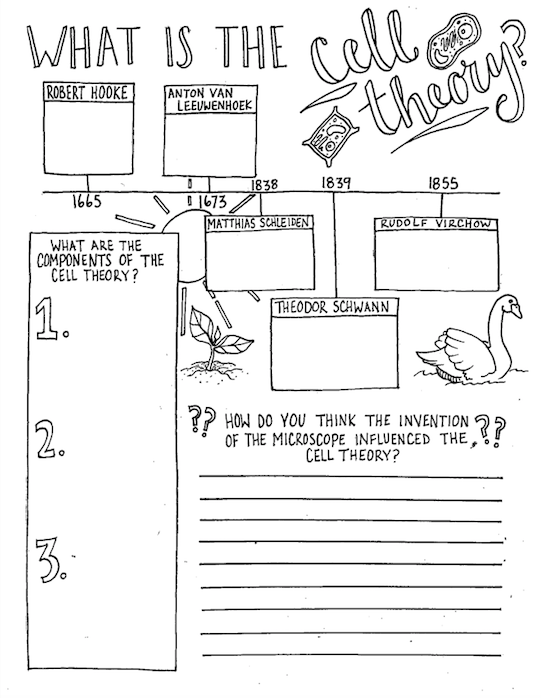 WHAT IS THE cell
theory?
ROBERT HOOKE
ANTON VAN
LEEUWENHOEK
1665
1673
1838
1839
1855
MATTHIAS SCHLEIDEN
RUDOLF VIRCHOW
THEODOR SCHWANN
WHAT ARE THE
COMPONENTS OF THE
CELL THEORY?
1.
2.
3.
?? HOW DO YOU THINK THE INVENTION ??
OF THE MICROSCOPE INFLUENCED THE
CELL THEORY?